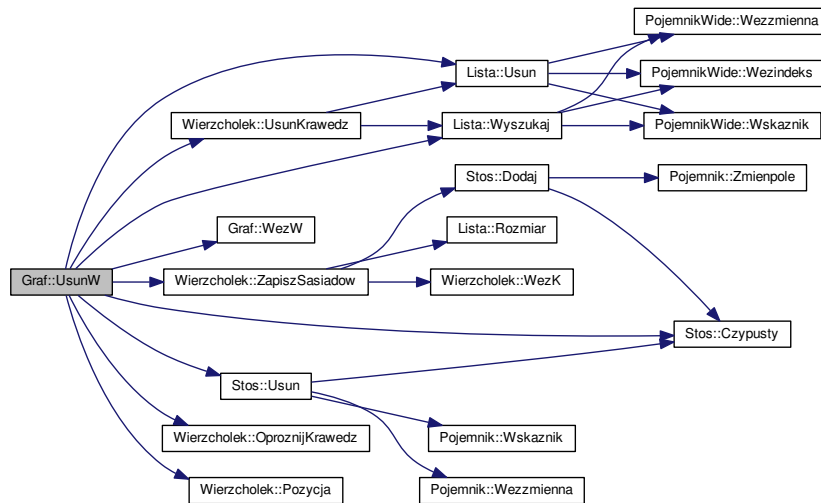 PojemnikWide::Wezzmienna
Lista::Usun
PojemnikWide::Wezindeks
Wierzcholek::UsunKrawedz
Lista::Wyszukaj
PojemnikWide::Wskaznik
Stos::Dodaj
Pojemnik::Zmienpole
Graf::WezW
Lista::Rozmiar
Graf::UsunW
Wierzcholek::ZapiszSasiadow
Wierzcholek::WezK
Stos::Czypusty
Stos::Usun
Wierzcholek::OproznijKrawedz
Pojemnik::Wskaznik
Wierzcholek::Pozycja
Pojemnik::Wezzmienna